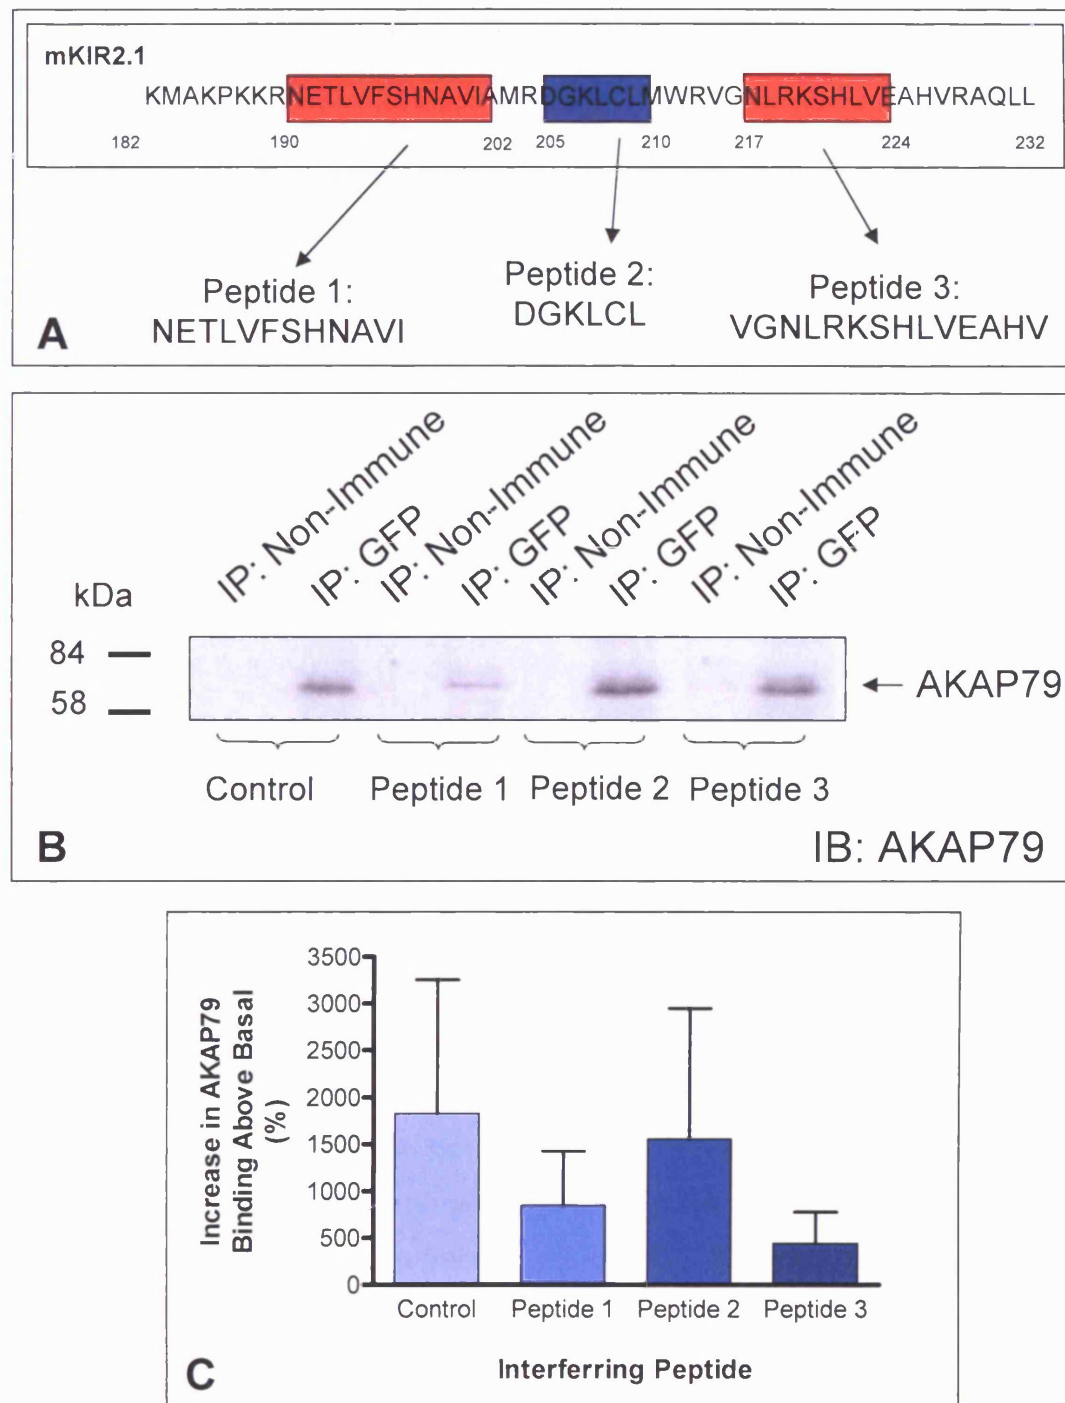 mKIR2.1
KMAKPKKRNETLVFSHNAVIAMRDGKLCLMWRVGNLRKSHLVEAHVRAQLL
182 190 202 205 210 217 224 232
Peptide 1:
NETLVFSHNAVI
Peptide 2:
DGKLCL
Peptide 3:
VGNLRKSHLVEAHV
A
IP: Non-Immune
IP: GFP
IP: Non-Immune
IP: GFP
IP: Non-Immune
IP: GFP
IP: Non-Immune
IP: GFP
kDa
84
58
AKAP79
Control Peptide 1 Peptide 2 Peptide 3
B
IB: AKAP79
Increase in AKAP79
Binding Above Basal
(%)
3500
3000
2500
2000
1500
1000
500
0
Control Peptide 1 Peptide 2 Peptide 3
Interferring Peptide
C